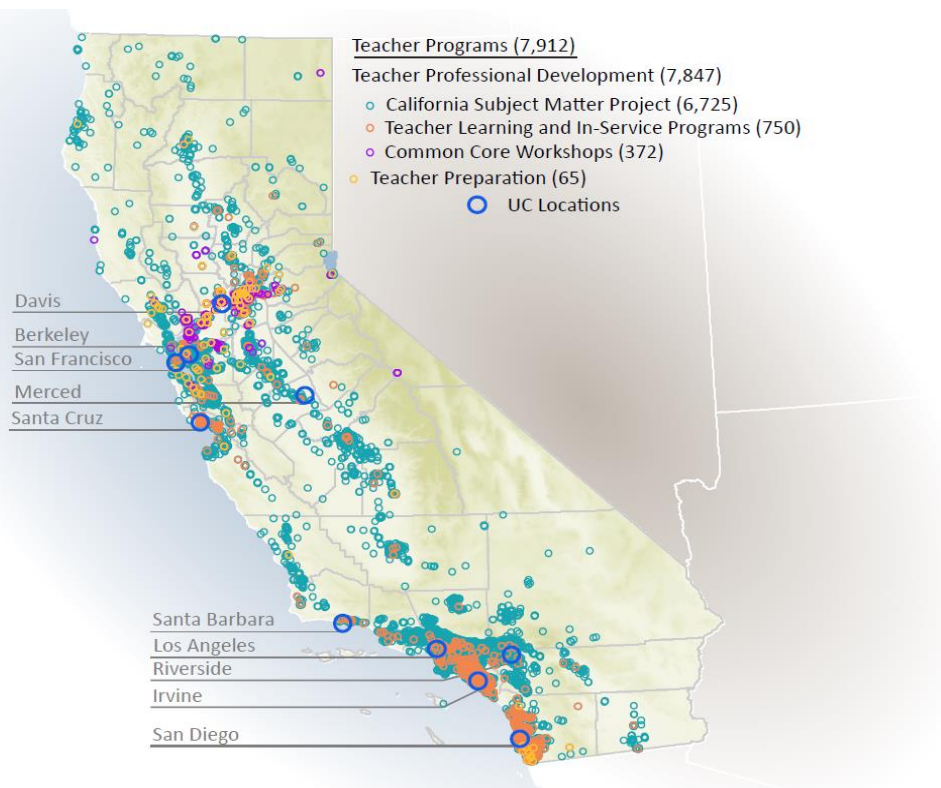 Teacher Programs (7,912)
Teacher Professional Development (7,847)
California Subject Matter Project (6,725)
Teacher Learning and In-Service Programs (750)
Common Core Workshops (372)
Teacher Preparation (65)
UC Locations
Davis
Berkeley
San Francisco
Merced
Santa Cruz
Santa Barbara
Los Angeles
Riverside
Irvine
San Diego